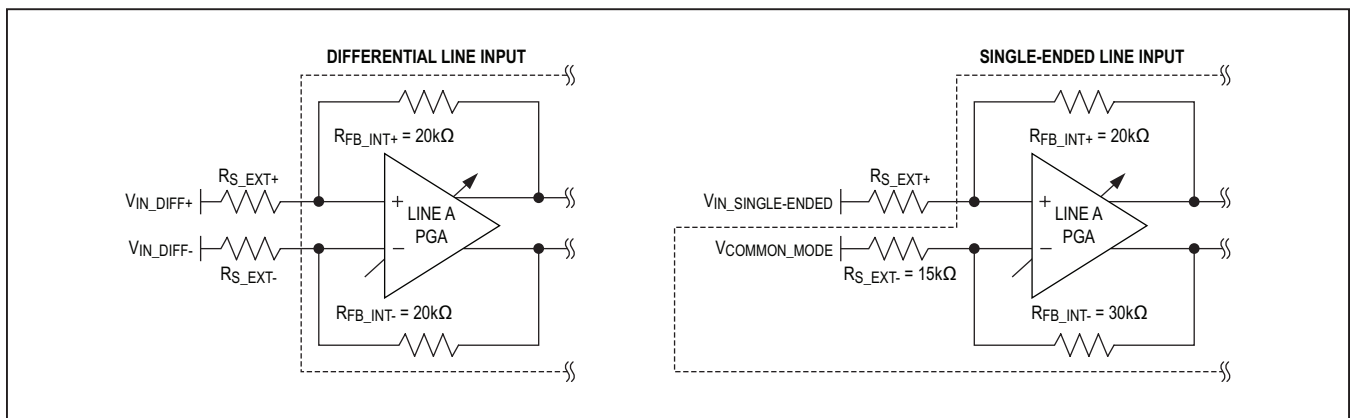 DIFFERENTIAL LINE INPUT
RFB_INT+ = 20kΩ
RS_EXT+
VIN_DIFF+
+
LINE A
PGA
VIN_DIFF-
−
RS_EXT-
RFB_INT- = 20kΩ
SINGLE-ENDED LINE INPUT
RFB_INT+ = 20kΩ
RS_EXT+
VIN_SINGLE-ENDED
+
LINE A
PGA
VCOMMON_MODE
−
RS_EXT- = 15kΩ
RFB_INT- = 30kΩ